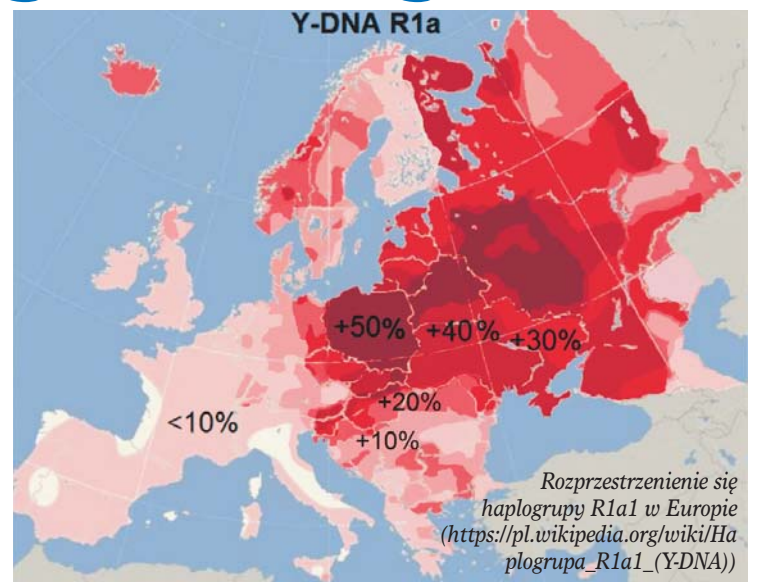 Y-DNA R1a
+50%
+40%
+30%
+20%
<10%
+10%
Rozprzestrzenienie się
haplogrupy R1a1 w Europie
(https://pl.wikipedia.org/wiki/Ha
plogrupa_R1a1_(Y-DNA))